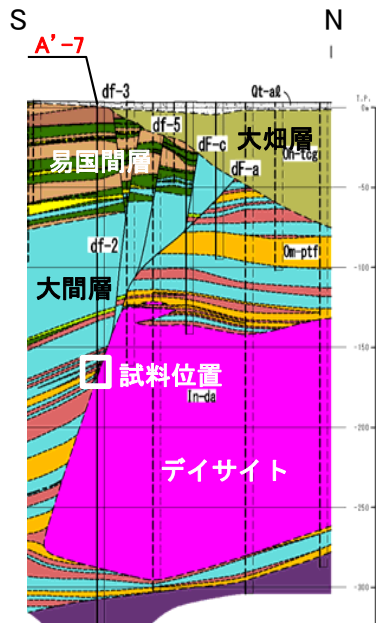 S
N
A'-7
df-3
Qt-aℓ
T.P.
0m
df-5
大畑層
dF-c
Oh-tcg
易国間層
dF-a
-50
df-2
Om-ptf
-100
大間層
-150
試料位置
In-da
-200
デイサイト
-250
-300